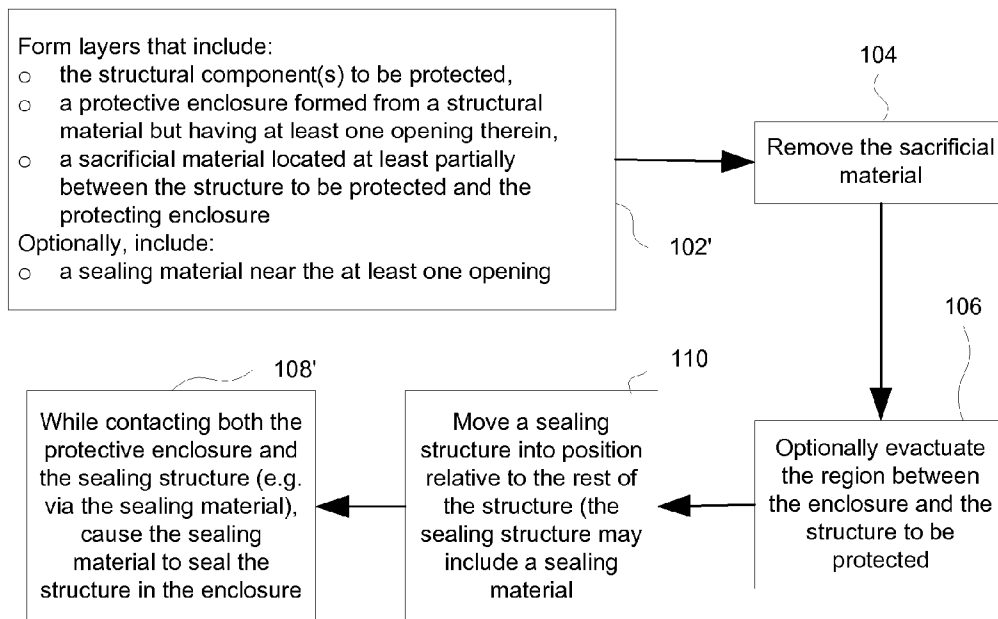 Form layers that include:
o the structural component(s) to be protected,
o a protective enclosure formed from a structural
material but having at least one opening therein,
o a sacrificial material located at least partially
between the structure to be protected and the
protecting enclosure
Optionally, include:
o a sealing material near the at least one opening
102'
104
Remove the sacrificial
material
106
Optionally evactuate
the region between
the enclosure and the
structure to be
protected
110
Move a sealing
structure into position
relative to the rest of
the structure (the
sealing structure may
include a sealing
material
108'
While contacting both the
protective enclosure and
the sealing structure (e.g.
via the sealing material),
cause the sealing
material to seal the
structure in the enclosure